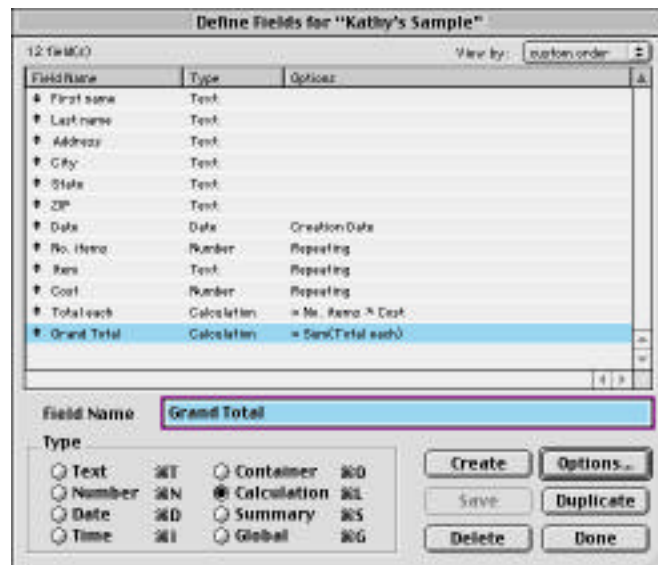 Define Fields for "Kathy's Sample"
12 field(s) View by: custom order
Field Name Type Options
First name Text
Last name Text
Address Text
City Text
State Text
ZIP Text
Date Date Creation Date
No. items Number Repeating
Item Text Repeating
Cost Number Repeating
Total each Calculation = No. items * Cost
Grand Total Calculation = Sum(Total each)
Field Name Grand Total
Type
Text ⌘T Container ⌘O
Number ⌘N Calculation ⌘L
Date ⌘D Summary ⌘S
Time ⌘I Global ⌘G
Create Options...
Save Duplicate
Delete Done